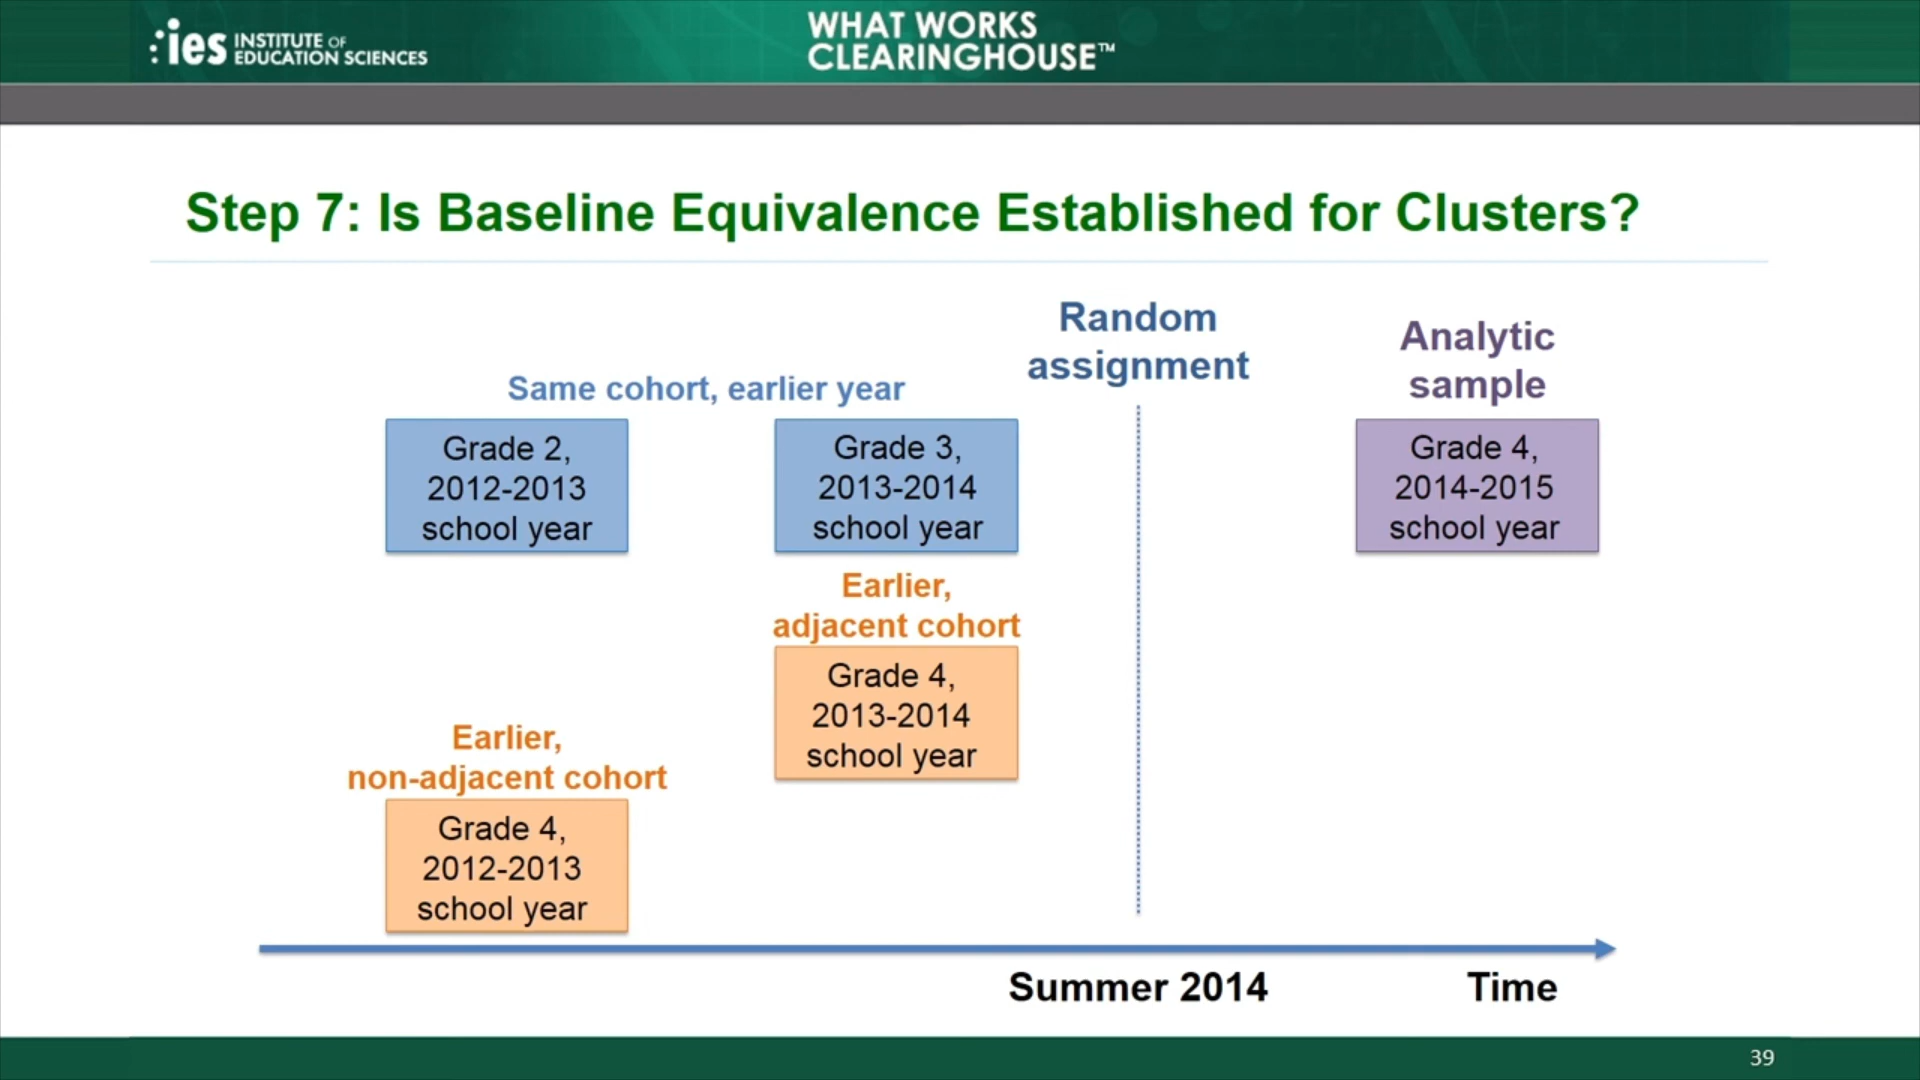 ies INSTITUTE OF
EDUCATION SCIENCES
WHAT WORKS
CLEARINGHOUSE™
Step 7: Is Baseline Equivalence Established for Clusters?
Random
assignment
Analytic
sample
Same cohort, earlier year
Grade 2,
2012-2013
school year
Grade 3,
2013-2014
school year
Grade 4,
2014-2015
school year
Earlier,
adjacent cohort
Grade 4,
2013-2014
school year
Earlier,
non-adjacent cohort
Grade 4,
2012-2013
school year
Summer 2014
Time
39